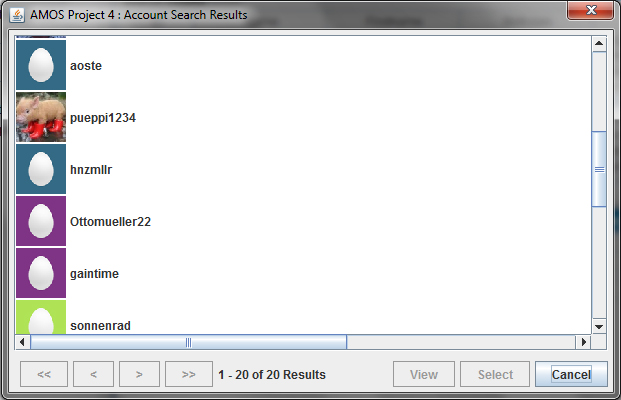 AMOS Project 4 : Account Search Results
aoste
pueppi1234
hnzmllr
Ottomueller22
gaintime
sonnenrad
<< < > >> 1 - 20 of 20 Results View Select Cancel